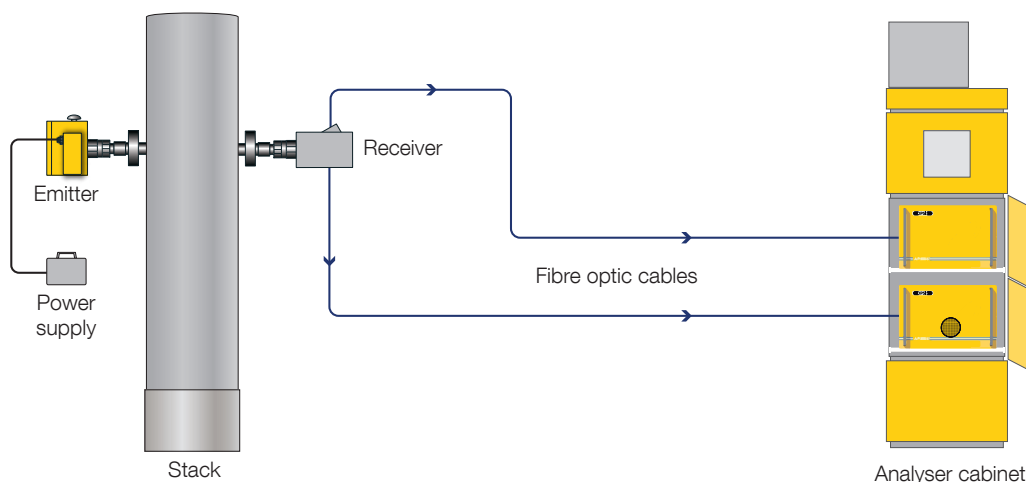 Receiver
Emitter
Fibre optic cables
Power
supply
Stack
Analyser cabinet